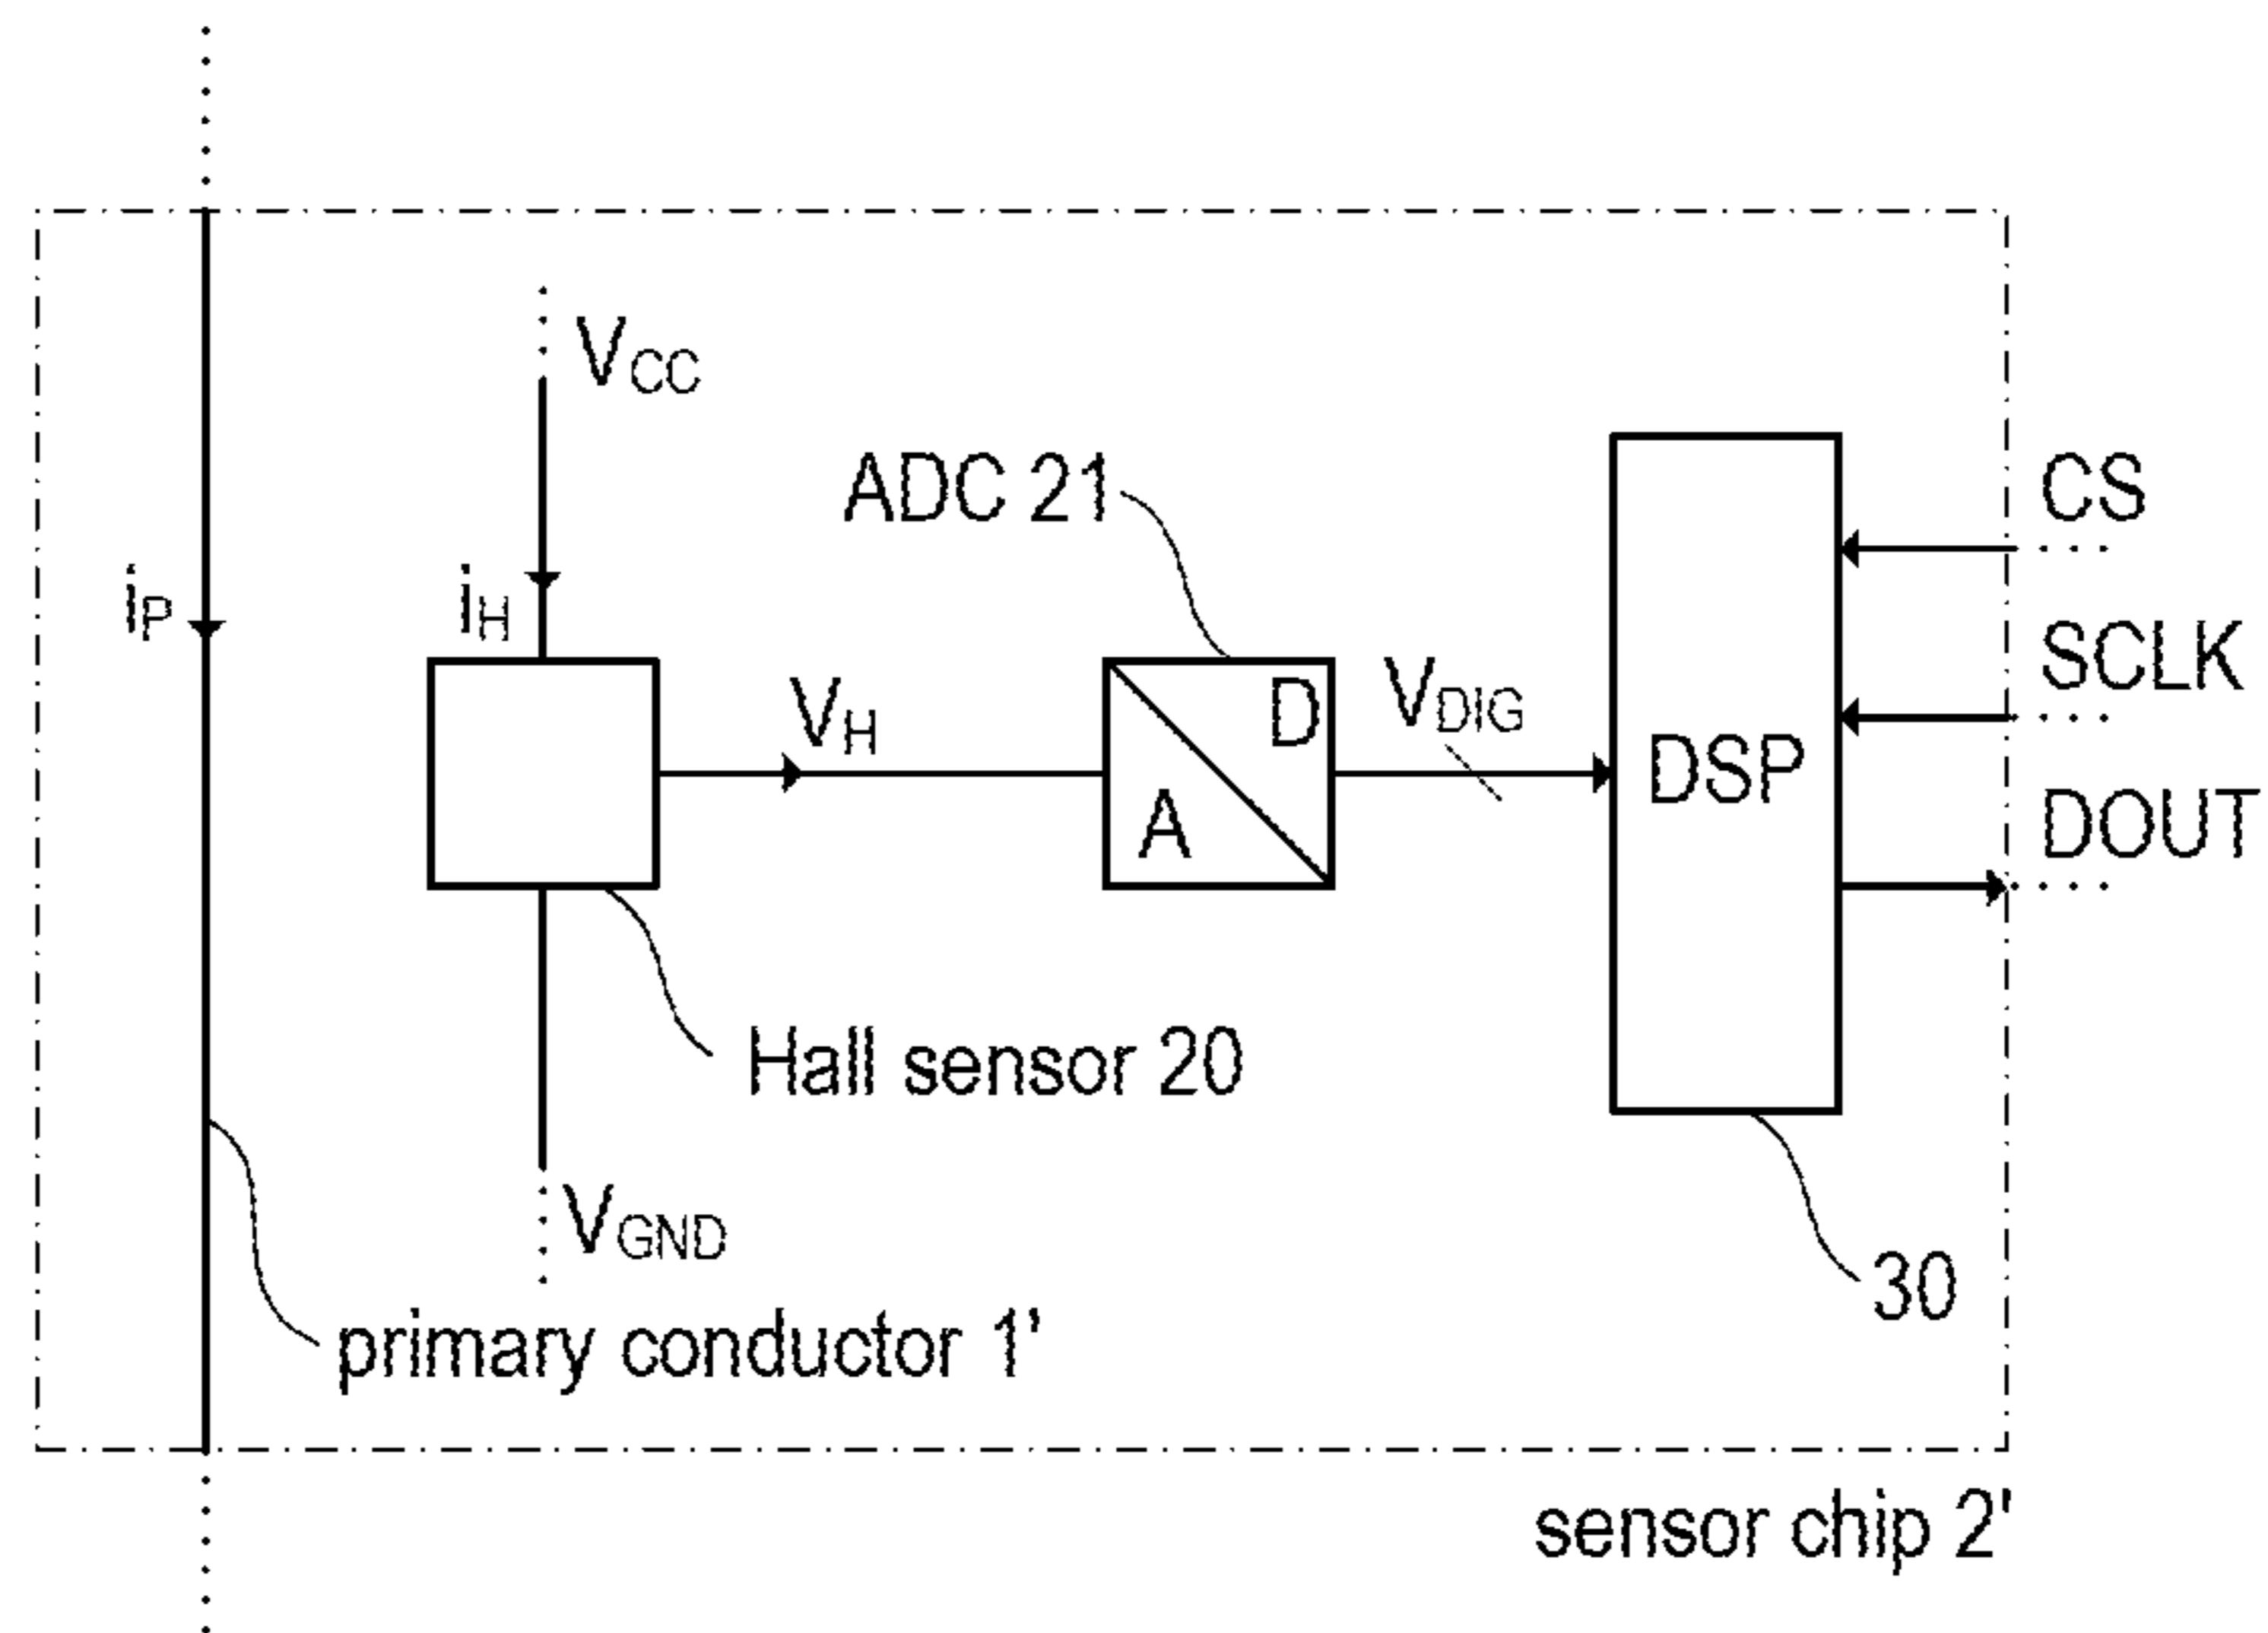 VCC
ADC 21
CS
iP
iH
SCLK
VH
D
VDIG
DSP
A
DOUT
Hall sensor 20
VGND
30
primary conductor 1'
sensor chip 2'